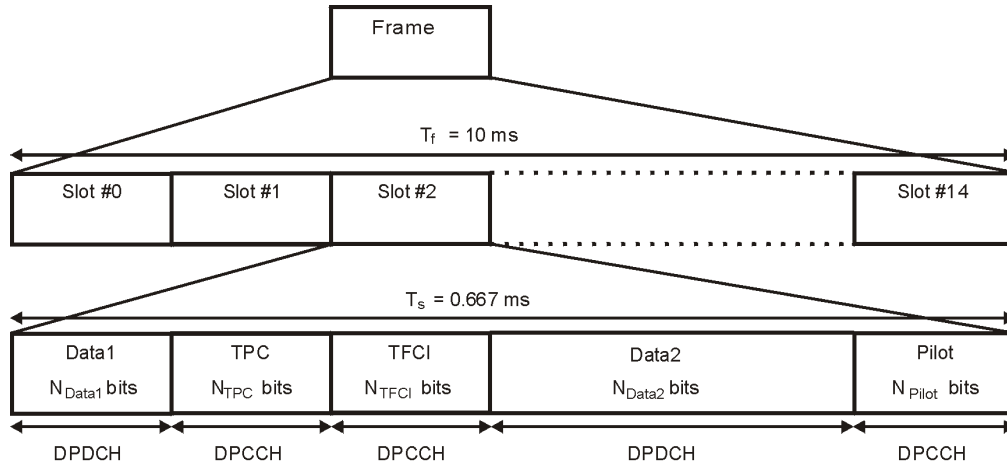 Frame
Tf = 10 ms
Slot #0 Slot #1 Slot #2 Slot #14
Ts = 0.667 ms
Data1 TPC TFCI Data2 Pilot
NData1 bits NTPC bits NTFCI bits NData2 bits NPilot bits
DPDCH DPCCH DPCCH DPDCH DPCCH